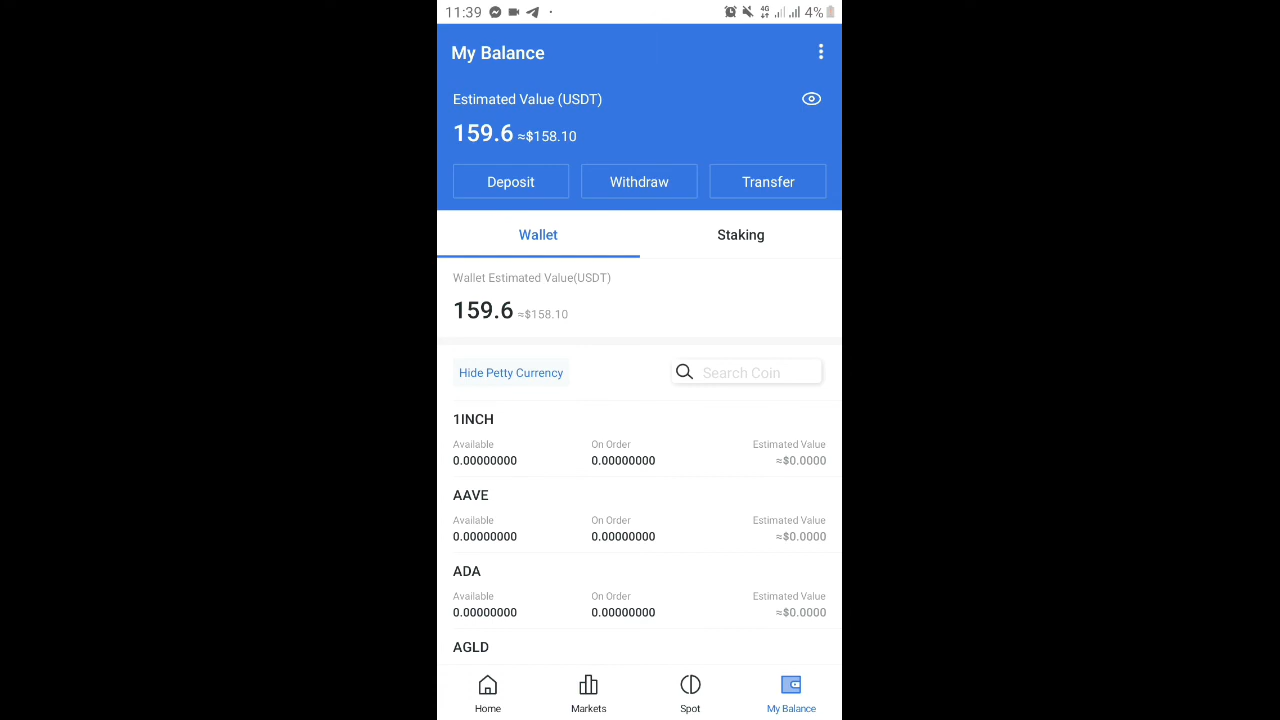 11:39 4G 4%
My Balance
Estimated Value (USDT)
159.6 ≈$158.10
Deposit Withdraw Transfer
Wallet Staking
Wallet Estimated Value(USDT)
159.6 ≈$158.10
Hide Petty Currency Search Coin
1INCH
Available On Order Estimated Value
0.00000000 0.00000000 ≈$0.0000
AAVE
Available On Order Estimated Value
0.00000000 0.00000000 ≈$0.0000
ADA
Available On Order Estimated Value
0.00000000 0.00000000 ≈$0.0000
AGLD
Home Markets Spot My Balance